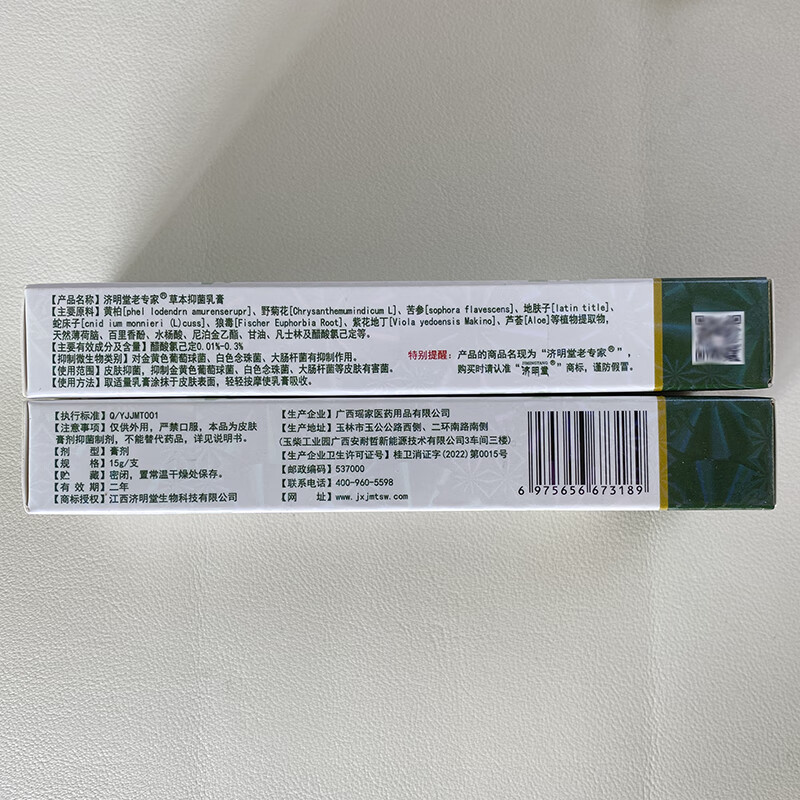 【产品名称】济明堂老专家®草本抑菌乳膏
【主要原料】黄柏[phel lodendrn amurenserupr]、野菊花[Chrysanthemumindicum L]、苦参[sophora flavescens]、地肤子[latin title]、
蛇床子[cnid ium monnieri (L)cuss]、狼毒[Fischer Euphorbia Root]、紫花地丁[Viola yedoensis Makino]、芦荟[Aloe]等植物提取物,
天然薄荷脑、百里香酚、水杨酸、尼泊金乙酯、甘油、凡士林及醋酸氯己定等。
【主要有效成分及含量】醋酸氯己定0.01%-0.3%
【抑制微生物类别】对金黄色葡萄球菌、白色念珠菌、大肠杆菌有抑制作用。
【使用范围】皮肤抑菌,抑制金黄色葡萄球菌、白色念珠菌、大肠杆菌等皮肤有害菌。
【使用方法】取适量乳膏涂抹于皮肤表面,轻轻按摩使乳膏吸收。
特别提醒:产品的商品名现为“济明堂老专家®”,
购买时请认准“济明堂®”商标,谨防假冒。
JIMINGTANG
【执行标准】Q/YJJMT001
【注意事项】仅供外用,严禁口服,本品为皮肤
膏剂抑菌制剂,不能替代药品,详见说明书。
【剂 型】膏剂
【规 格】15g/支
【贮 藏】密闭,置常温干燥处保存。
【有 效 期】二年
【商标授权】江西济明堂生物科技有限公司
【生产企业】广西瑶家医药用品有限公司
【生产地址】玉林市玉公公路西侧、二环南路南侧
(玉柴工业园广西安耐哲新能源技术有限公司3车间三楼)
【生产企业卫生许可证号】桂卫消证字(2022)第0015号
【邮政编码】537000
【联系电话】400-960-5598
【网 址】www.jxjmtsw.com
6 975656 673189